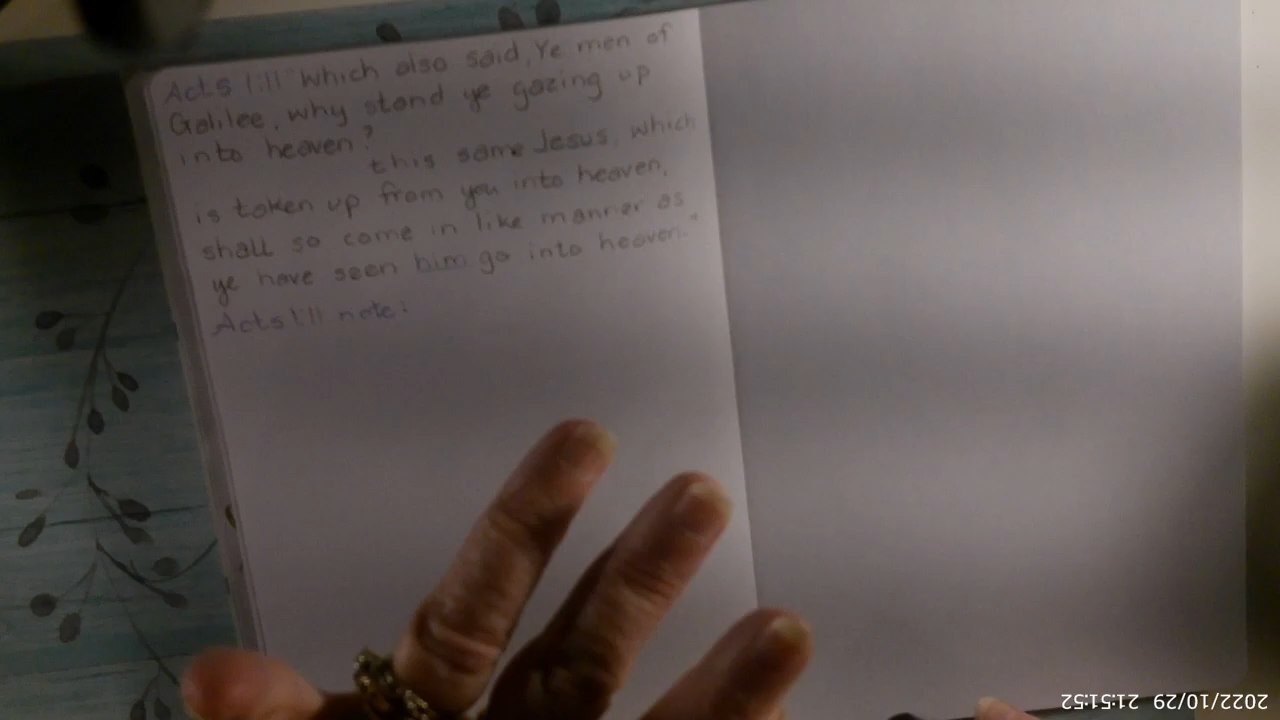 Acts 1:11 "Which also said, Ye men of
Galilee, why stand ye gazing up
into heaven?
this same Jesus, which
is taken up from you into heaven,
shall so come in like manner as
ye have seen him go into heaven."
Acts 1:11 note:
2022/10/29 21:51:52